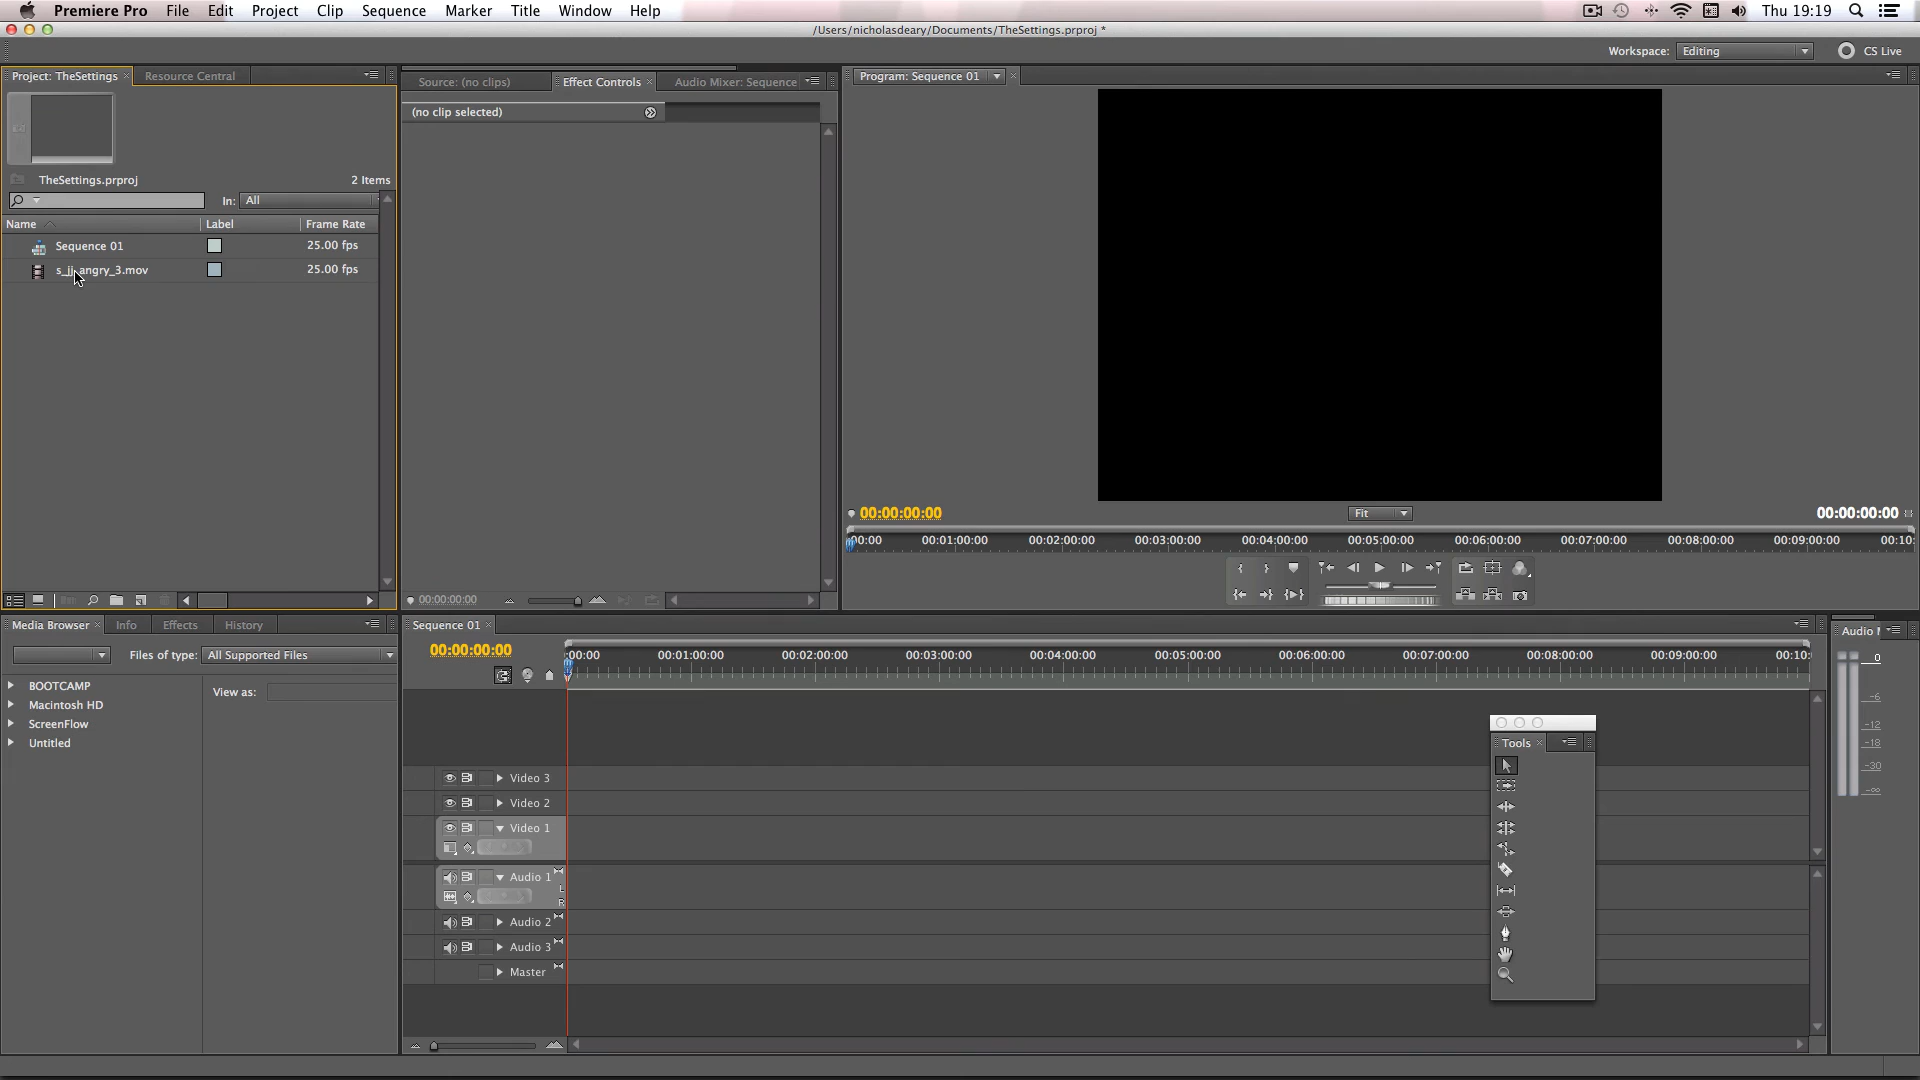 Premiere Pro File Edit Project Clip Sequence Marker Title Window Help Thu 19:19
/Users/nicholasdeary/Documents/TheSettings.prproj *
Workspace: Editing CS Live
Project: TheSettings Resource Central
Source: (no clips) Effect Controls Audio Mixer: Sequence
Program: Sequence 01
(no clip selected)
TheSettings.prproj 2 Items
In: All
Name Label Frame Rate
Sequence 01 25.00 fps
s_jj_angry_3.mov 25.00 fps
00:00:00:00
00:00:00:00 Fit 00:00:00:00
00:00 00:01:00:00 00:02:00:00 00:03:00:00 00:04:00:00 00:05:00:00 00:06:00:00 00:07:00:00 00:08:00:00 00:09:00:00 00:10:
Media Browser Info Effects History
Files of type: All Supported Files
View as:
BOOTCAMP
Macintosh HD
ScreenFlow
Untitled
Sequence 01
00:00:00:00
:00:00 00:01:00:00 00:02:00:00 00:03:00:00 00:04:00:00 00:05:00:00 00:06:00:00 00:07:00:00 00:08:00:00 00:09:00:00 00:10:
Video 3
Video 2
Video 1
Audio 1
L
R
Audio 2
Audio 3
Master
Tools
Audio
0
-6
-12
-18
-30
-∞